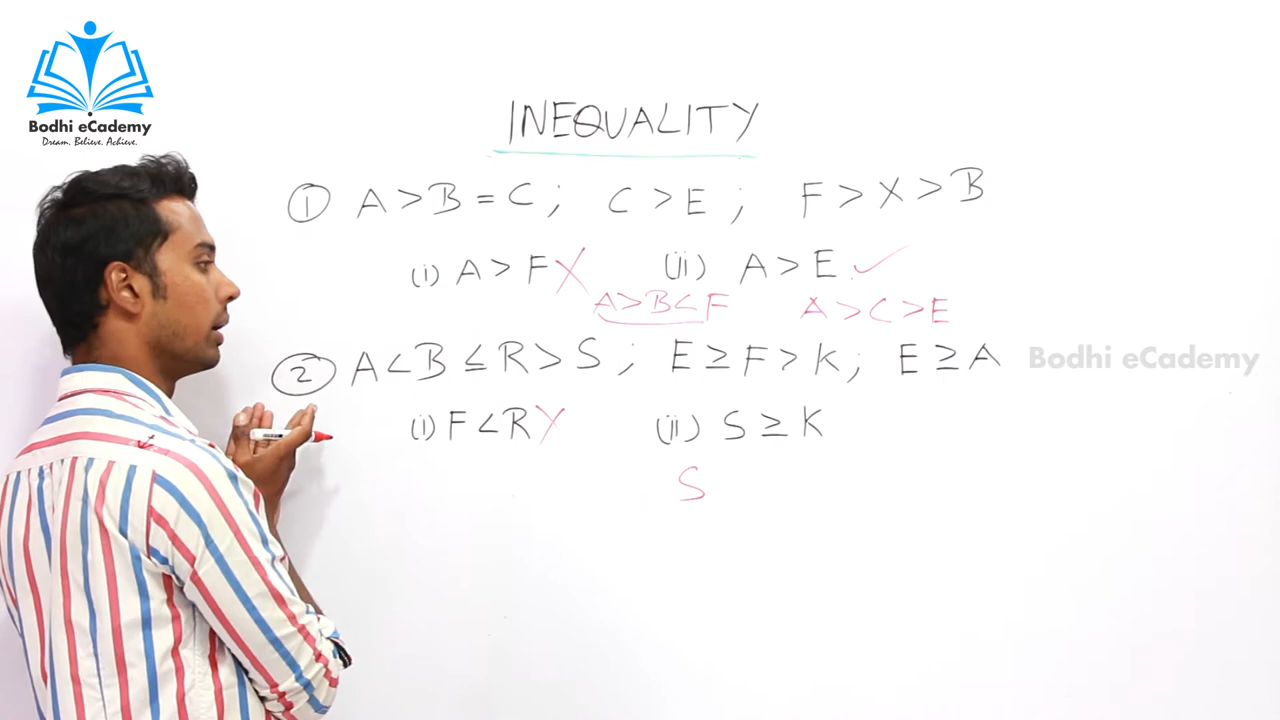 Bodhi eCademy
Dream. Believe. Achieve.
INEQUALITY
① A > B = C ; C > E ; F > X > B
(i) A > F X (ii) A > E ✓
A > B < F A > C > E
② A < B ≤ R > S ; E ≥ F > K ; E ≥ A
Bodhi eCademy
(i) F < R X (ii) S ≥ K
S